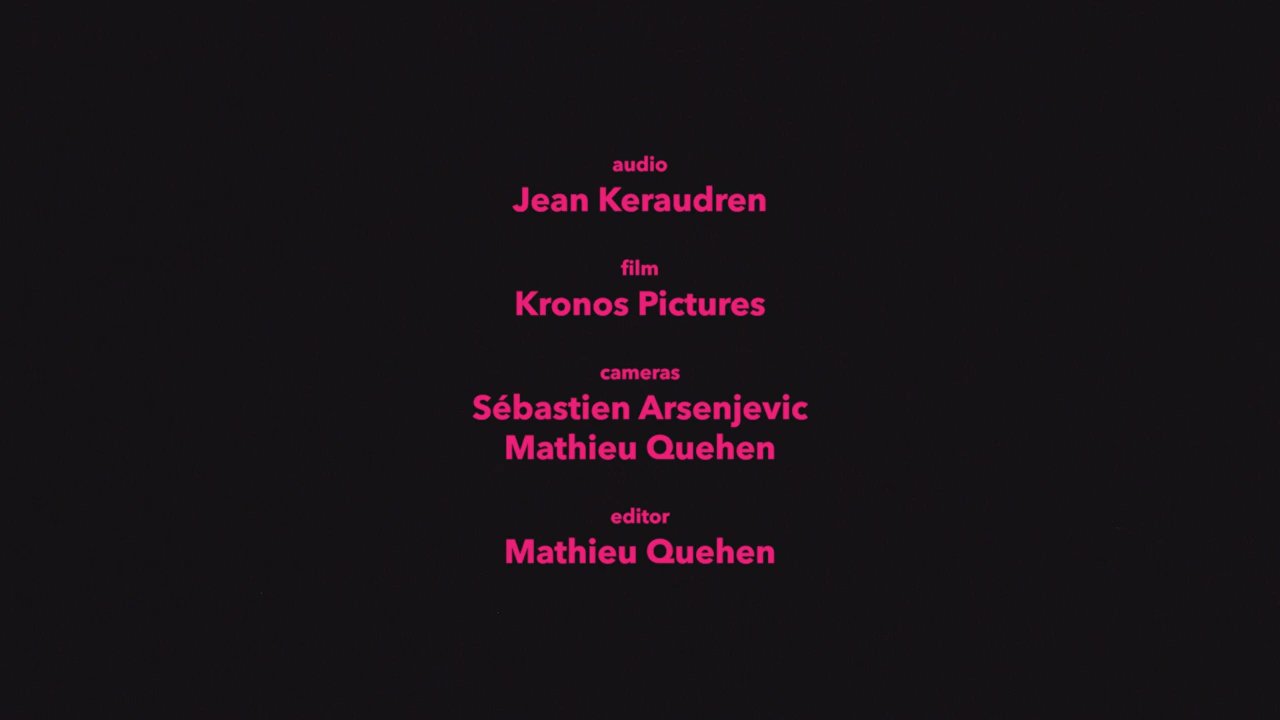 audio
Jean Keraudren
film
Kronos Pictures
cameras
Sébastien Arsenjevic
Mathieu Quehen
editor
Mathieu Quehen